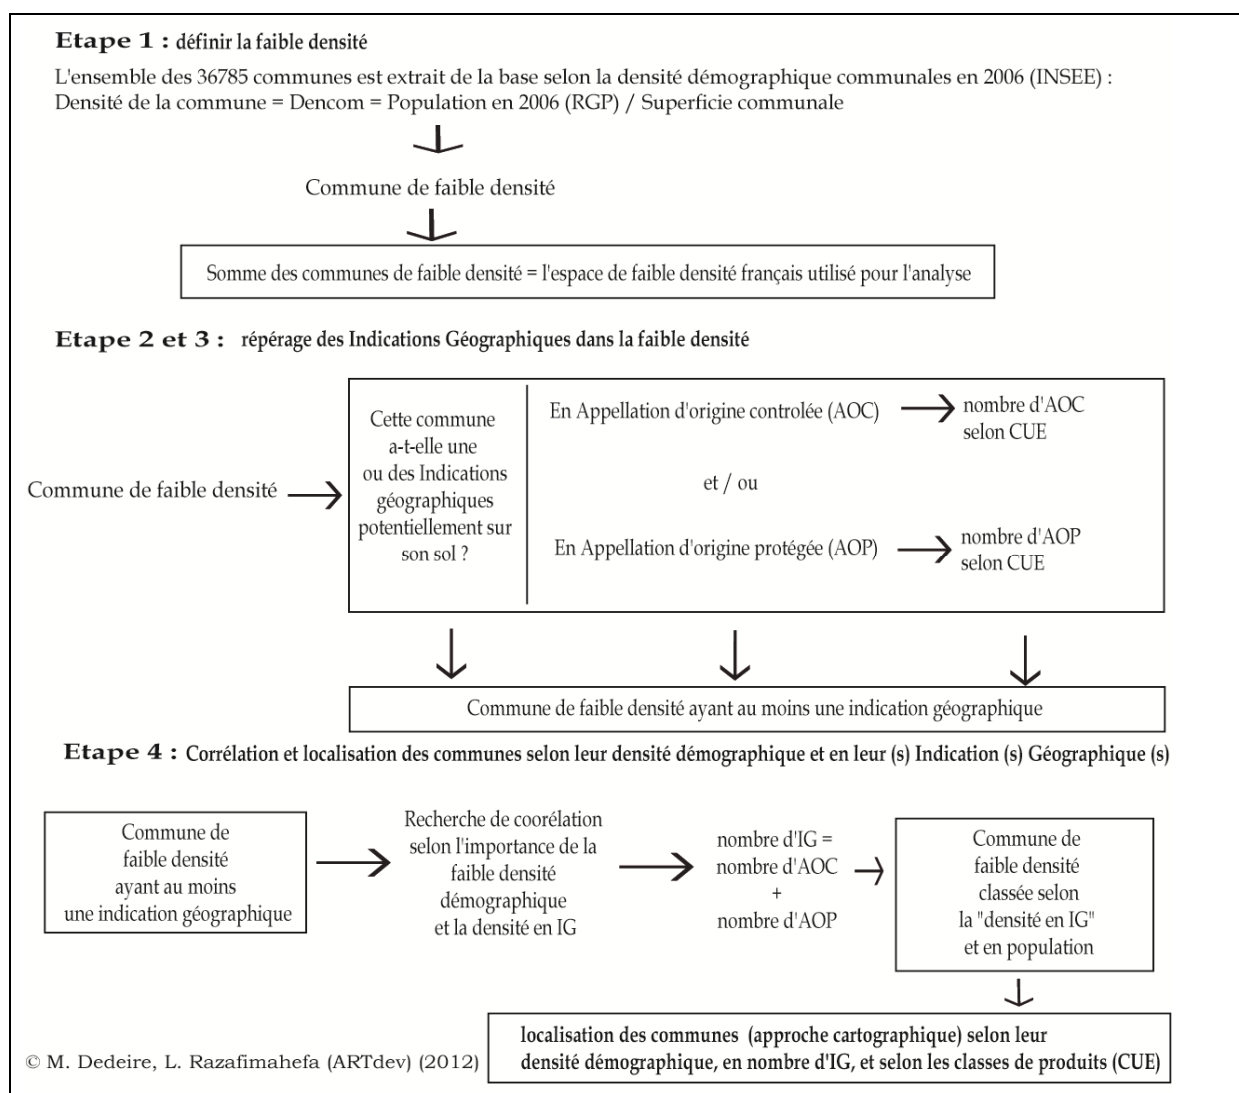 Etape 1 : définir la faible densité
L'ensemble des 36785 communes est extrait de la base selon la densité démographique communales en 2006 (INSEE) :
Densité de la commune = Dencom = Population en 2006 (RGP) / Superficie communale
Commune de faible densité
Somme des communes de faible densité = l'espace de faible densité français utilisé pour l'analyse
Etape 2 et 3 : répérage des Indications Géographiques dans la faible densité
Commune de faible densité
Cette commune
a-t-elle une
ou des Indications
géographiques
potentiellement sur
son sol ?
En Appellation d'origine controlée (AOC)
nombre d'AOC
selon CUE
et / ou
En Appellation d'origine protégée (AOP)
nombre d'AOP
selon CUE
Commune de faible densité ayant au moins une indication géographique
Etape 4 : Corrélation et localisation des communes selon leur densité démographique et en leur (s) Indication (s) Géographique (s)
Commune de
faible densité
ayant au moins
une indication géographique
Recherche de coorélation
selon l'importance de la
faible densité
démographique
et la densité en IG
nombre d'IG =
nombre d'AOC
+
nombre d'AOP
Commune de
faible densité
classée selon
la "densité en IG"
et en population
localisation des communes (approche cartographique) selon leur
densité démographique, en nombre d'IG, et selon les classes de produits (CUE)
© M. Dedeire, L. Razafimahefa (ARTdev) (2012)